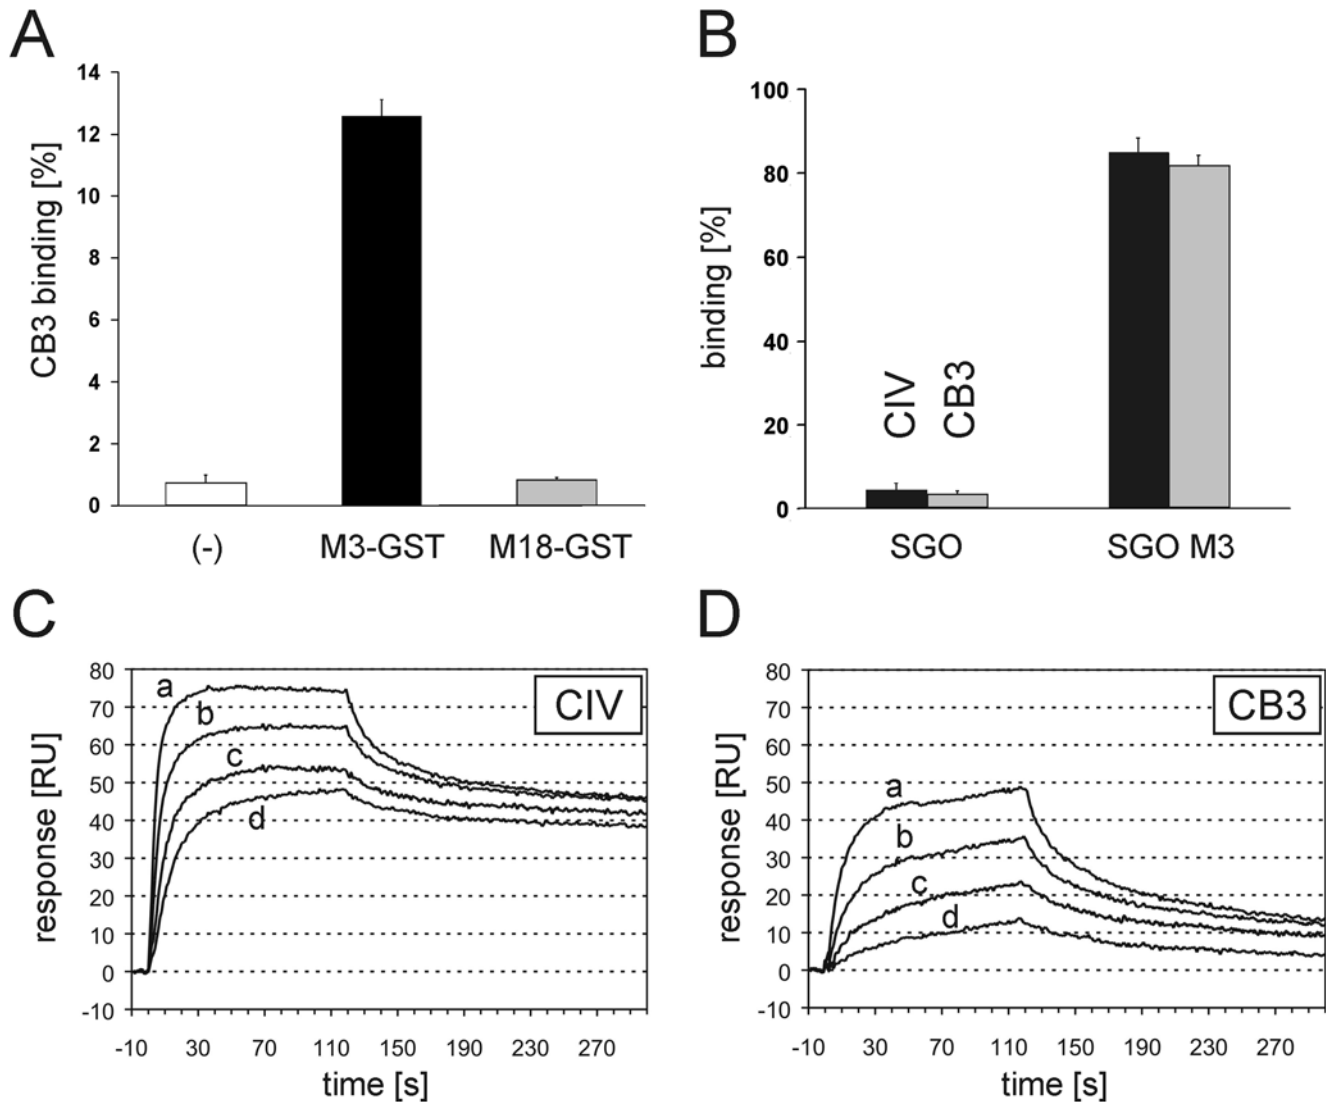 A
CB3 binding [%]
14
12
10
8
6
4
2
0
(-)
M3-GST
M18-GST
B
binding [%]
100
80
60
40
20
0
CIV
CB3
SGO
SGO M3
C
response [RU]
80
70
60
50
40
30
20
10
0
-10
a
b
c
d
CIV
-10 30 70 110 150 190 230 270
time [s]
D
response [RU]
80
70
60
50
40
30
20
10
0
-10
a
b
c
d
CB3
-10 30 70 110 150 190 230 270
time [s]